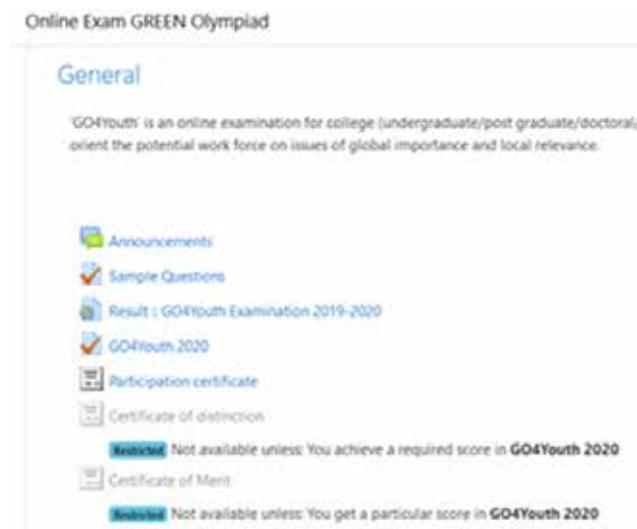 Online Exam GREEN Olympiad
General
'GO4Youth' is an online examination for college (undergraduate/post graduate/doctoral/
orient the potential work force on issues of global importance and local relevance.
Announcements
Sample Questions
Result : GO4Youth Examination 2019-2020
GO4Youth 2020
Participation certificate
Certificate of distinction
Restricted Not available unless: You achieve a required score in GO4Youth 2020
Certificate of Merit
Restricted Not available unless: You get a particular score in GO4Youth 2020